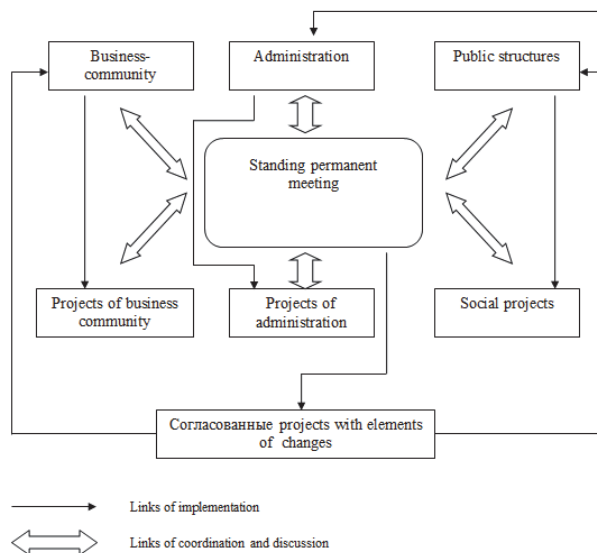 Business-
community
Administration
Public structures
Standing permanent
meeting
Projects of business
community
Projects of
administration
Social projects
Согласованные projects with elements
of changes
Links of implementation
Links of coordination and discussion